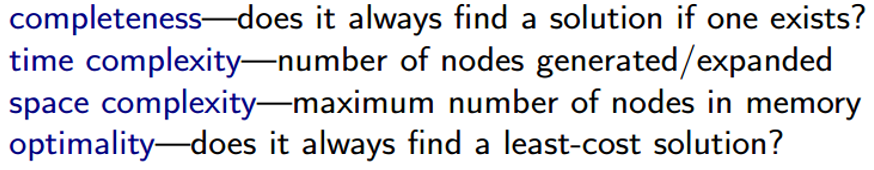 completeness—does it always find a solution if one exists?
time complexity—number of nodes generated/expanded
space complexity—maximum number of nodes in memory
optimality—does it always find a least-cost solution?